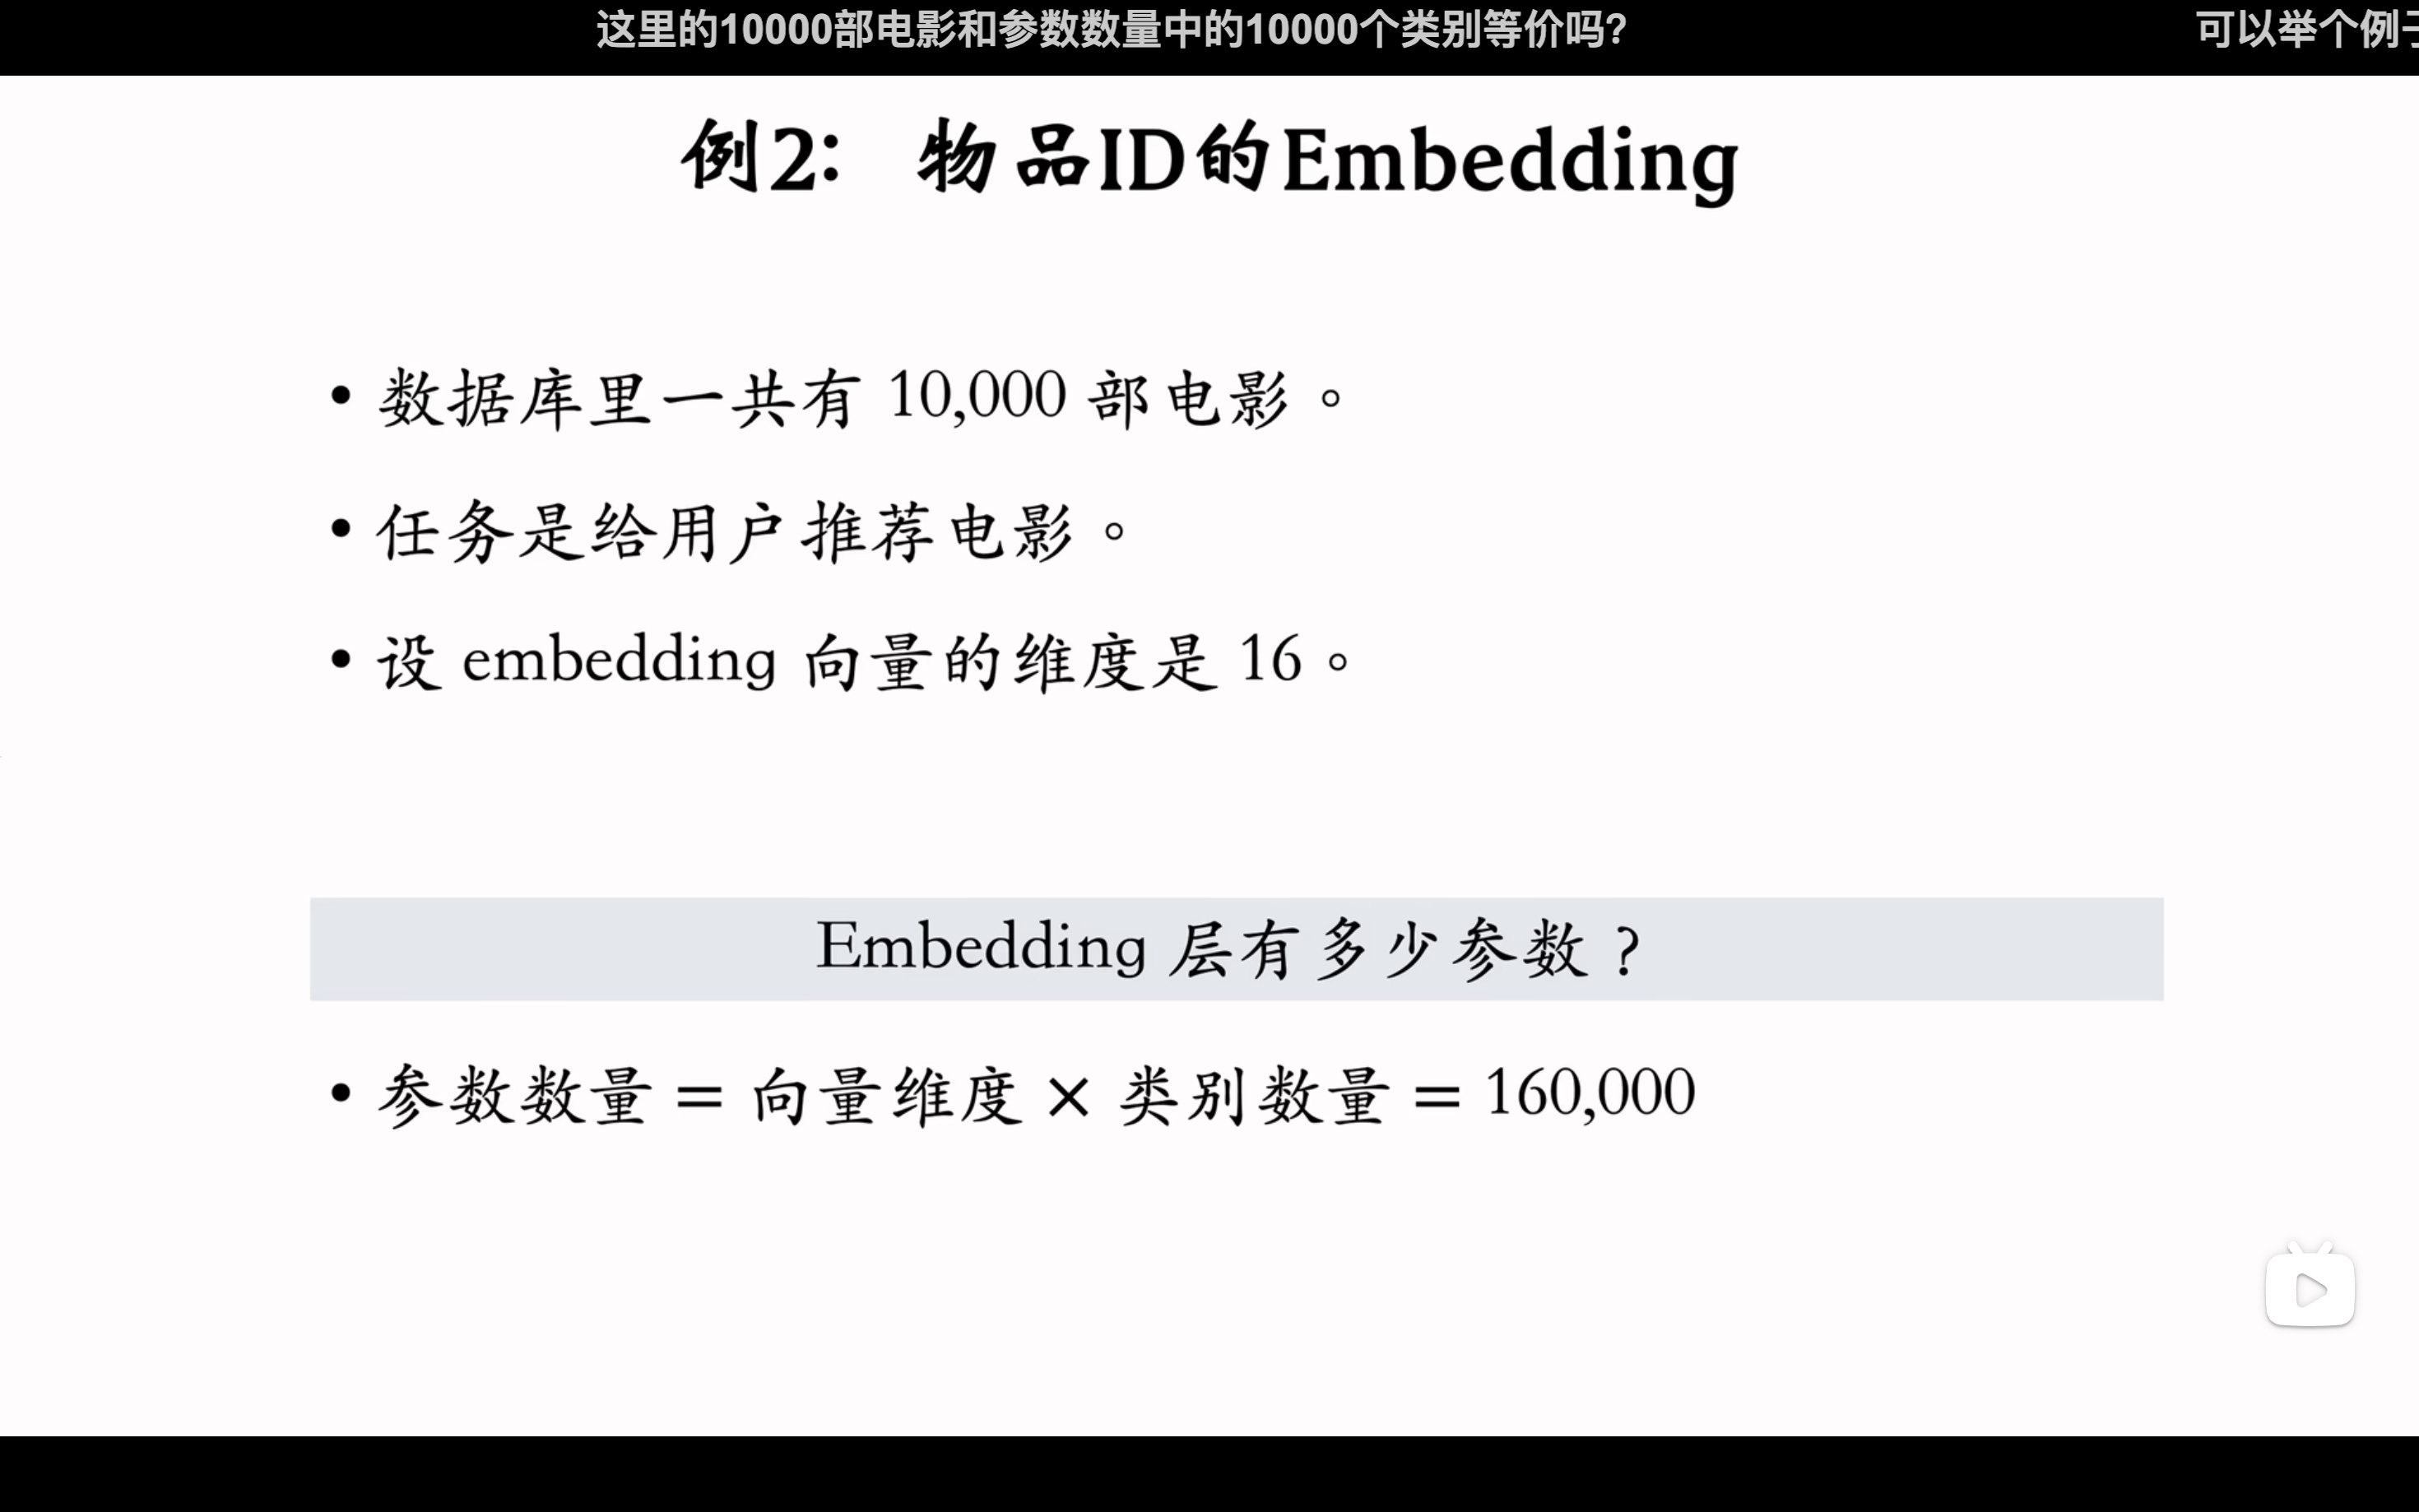 这里的10000部电影和参数数量中的10000个类别等价吗? 可以举个例
例2: 物品ID的Embedding
• 数据库里一共有 10,000 部电影。
• 任务是给用户推荐电影。
• 设 embedding 向量的维度是 16。
Embedding 层有多少参数?
• 参数数量 = 向量维度 × 类别数量 = 160,000